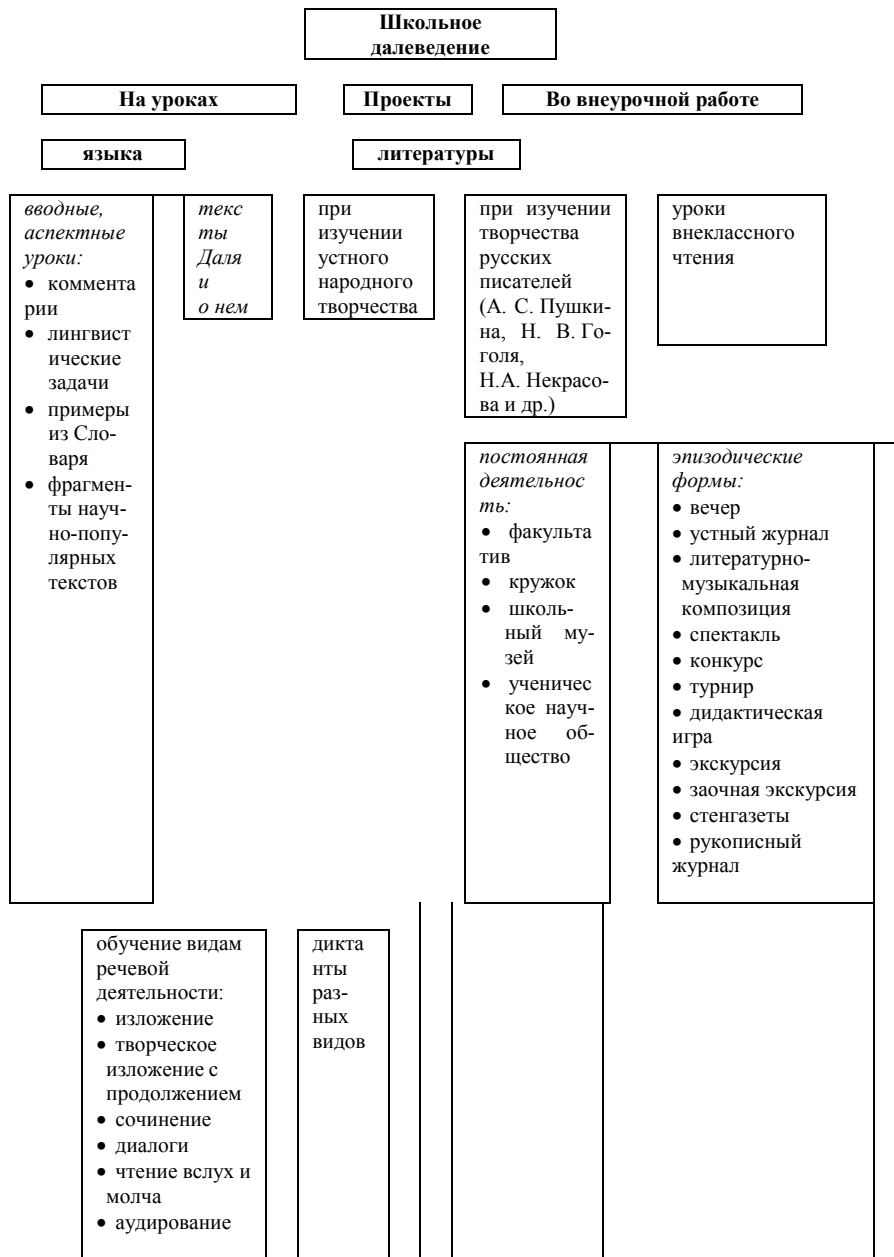 Школьное
далеведение
На уроках
Проекты
Во внеурочной работе
языка
литературы
вводные,
аспектные
уроки:
• коммента
рии
• лингвист
ические
задачи
• примеры
из Сло-
варя
• фрагмен-
ты науч-
но-попу-
лярных
текстов
текс
ты
Даля
и
о нем
при
изучении
устного
народного
творчества
при изучении
творчества
русских
писателей
(А. С. Пушки-
на, Н. В. Го-
голя,
Н.А. Некрасо-
ва и др.)
уроки
внеклассного
чтения
постоянная
деятельнос
ть:
• факульта
тив
• кружок
• школь-
ный му-
зей
• ученичес
кое науч-
ное об-
щество
эпизодические
формы:
• вечер
• устный журнал
• литературно-
музыкальная
композиция
• спектакль
• конкурс
• турнир
• дидактическая
игра
• экскурсия
• заочная экскурсия
• стенгазеты
• рукописный
журнал
обучение видам
речевой
деятельности:
• изложение
• творческое
изложение с
продолжением
• сочинение
• диалоги
• чтение вслух и
молча
• аудирование
дикта
нты
раз-
ных
видов